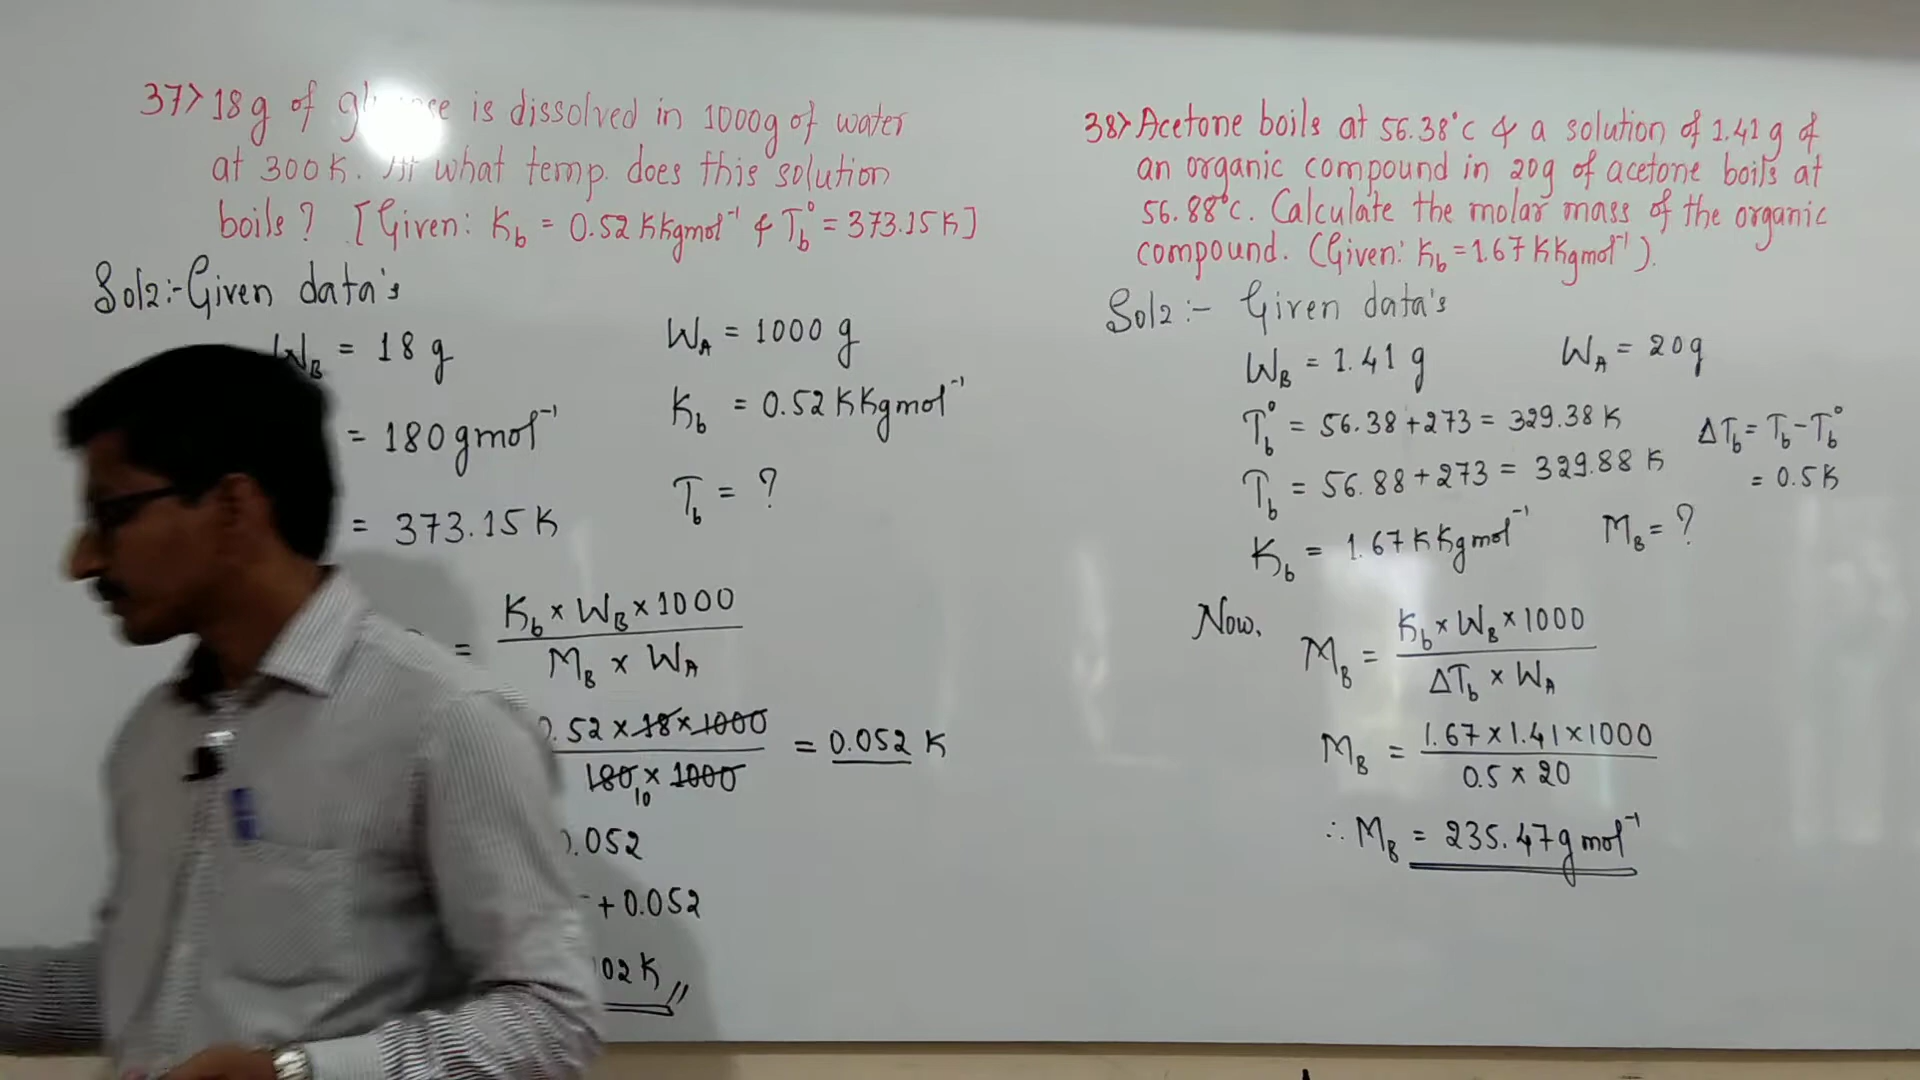 37> 18g of is dissolved in 1000g of water
at 300K. what temp. does this solution
boils? [Given: Kb = 0.52 KKgmol⁻¹ & Tb° = 373.15K]
Sol2:- Given data's
WB = 18 g WA = 1000 g
= 180 gmol⁻¹ Kb = 0.52 KKgmol⁻¹
= 373.15K Tb = ?
= Kb × WB × 1000
MB × WA
.52 × 18 × 1000 = 0.052 K
180 × 1000
10
.052
+ 0.052
02K //
38> Acetone boils at 56.38°c & a solution of 1.41 g of
an organic compound in 20g of acetone boils at
56.88°c. Calculate the molar mass of the organic
compound. (Given: Kb = 1.67 KKgmol⁻¹).
Sol2:- Given data's
WB = 1.41 g WA = 20g
Tb° = 56.38 + 273 = 329.38 K ΔTb = Tb - Tb°
Tb = 56.88 + 273 = 329.88 K = 0.5K
Kb = 1.67 KKgmol⁻¹ MB = ?
Now, MB = Kb × WB × 1000
ΔTb × WA
MB = 1.67 × 1.41 × 1000
0.5 × 20
∴ MB = 235.47g mol⁻¹